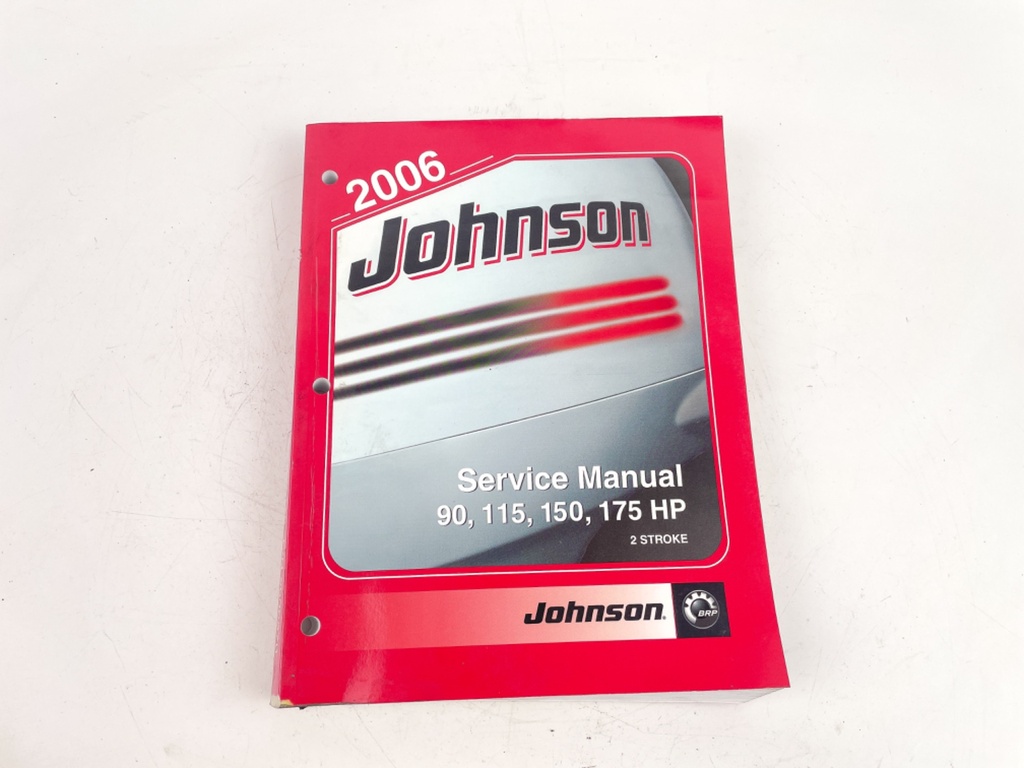 2006
Johnson
Service Manual
90, 115, 150, 175 HP
2 STROKE
Johnson.
BRP